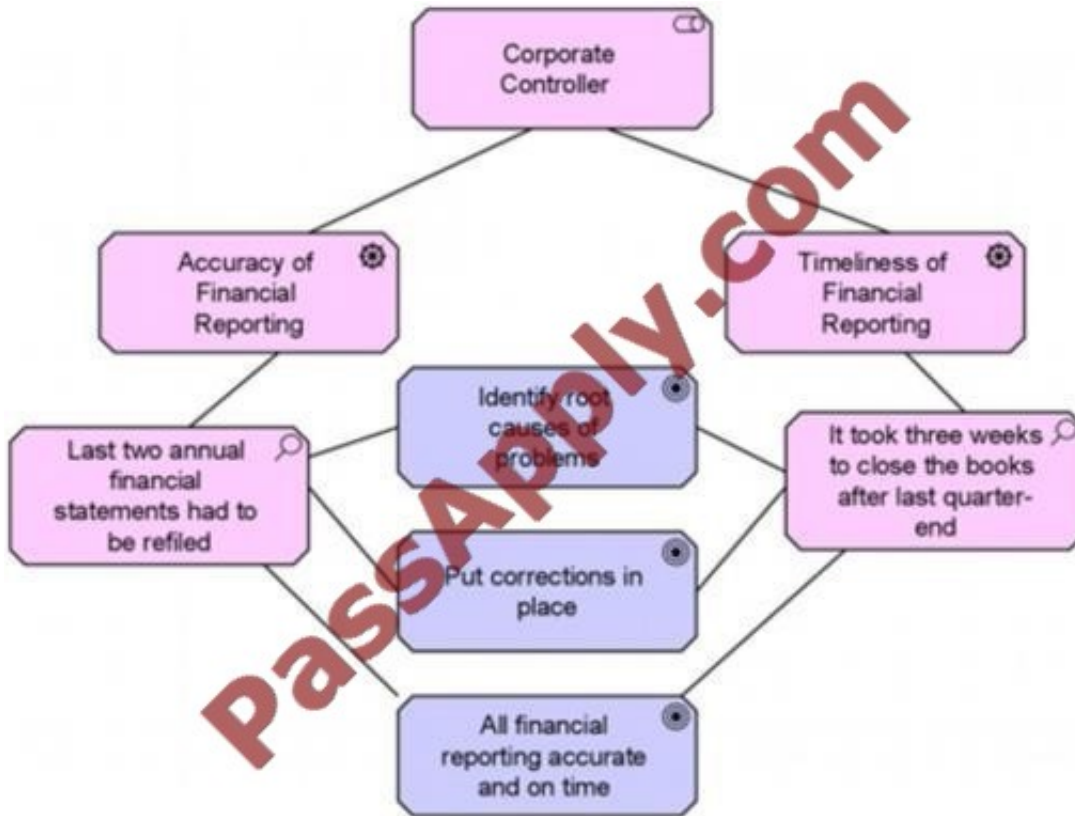 Corporate
Controller
Accuracy of
Financial
Reporting
Timeliness of
Financial
Reporting
Identify root
causes of
problems
Last two annual
financial
statements had to
be refiled
It took three weeks
to close the books
after last quarter-
end
Put corrections in
place
All financial
reporting accurate
and on time
PassApply.com